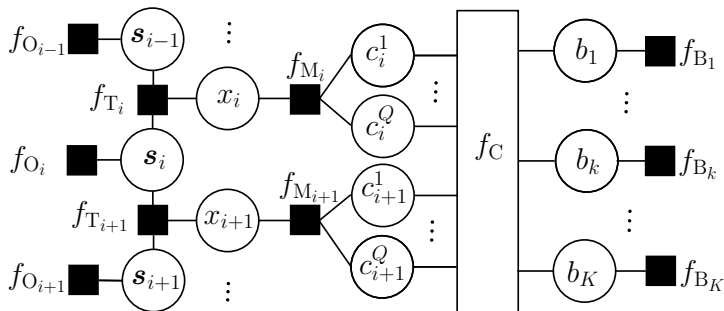 f_{O_{i-1}} s_{i-1} ⋮ f_{M_i} c_i^1 b_1 f_{B_1}
f_{T_i} x_i ⋮ ⋮
f_{O_i} s_i c_i^Q f_C b_k f_{B_k}
f_{M_{i+1}} c_{i+1}^1
f_{T_{i+1}} x_{i+1} ⋮ ⋮
f_{O_{i+1}} s_{i+1} ⋮ c_{i+1}^Q b_K f_{B_K}